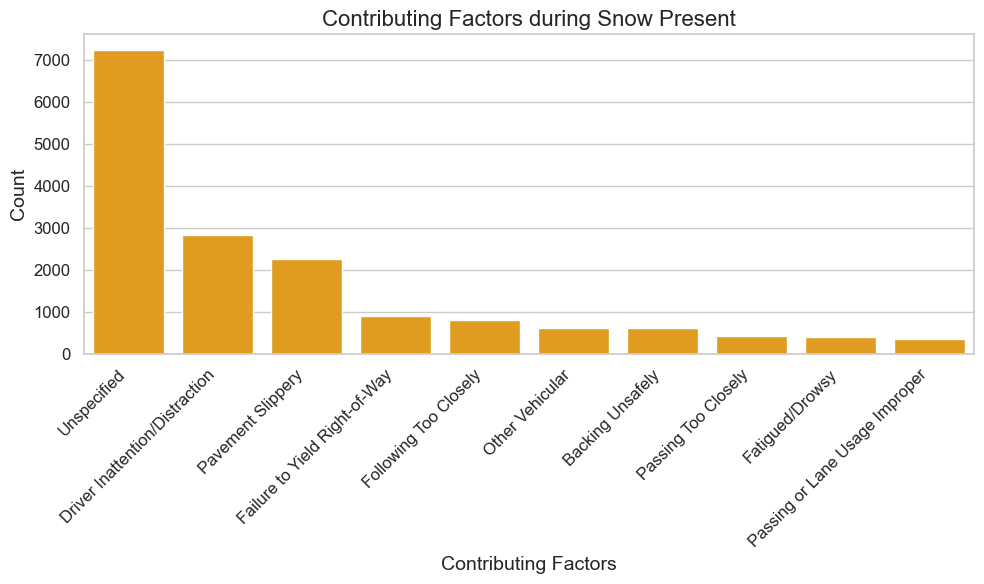 Contributing Factors during Snow Present
Count
7000
6000
5000
4000
3000
2000
1000
0
Unspecified
Driver Inattention/Distraction
Pavement Slippery
Failure to Yield Right-of-Way
Following Too Closely
Other Vehicular
Backing Unsafely
Passing Too Closely
Fatigued/Drowsy
Passing or Lane Usage Improper
Contributing Factors